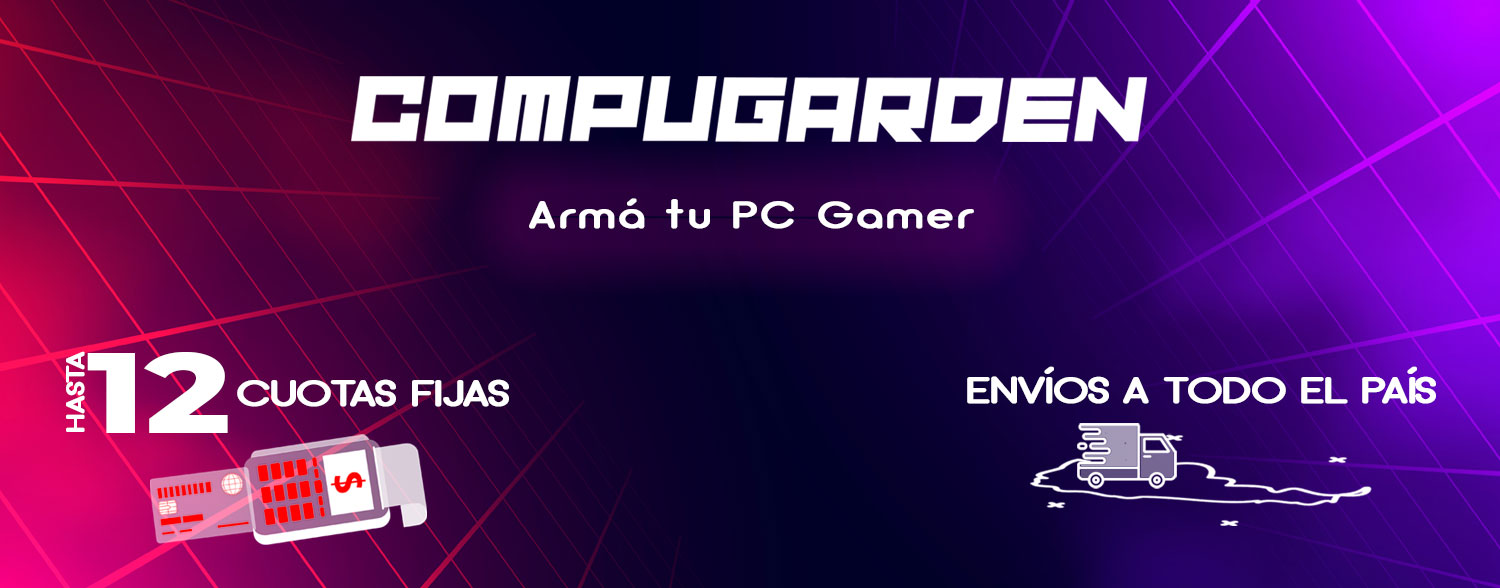 COMPUGARDEN
Armá tu PC Gamer
HASTA 12 CUOTAS FIJAS
$
ENVÍOS A TODO EL PAÍS